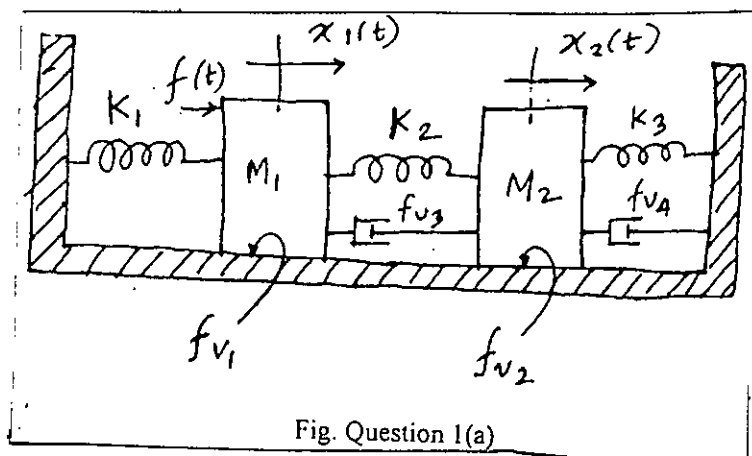 x₁(t)
x₂(t)
f(t)
K₁
K₂
K₃
M₁
M₂
fv₃
fv₄
fv₁
fv₂
Fig. Question 1(a)